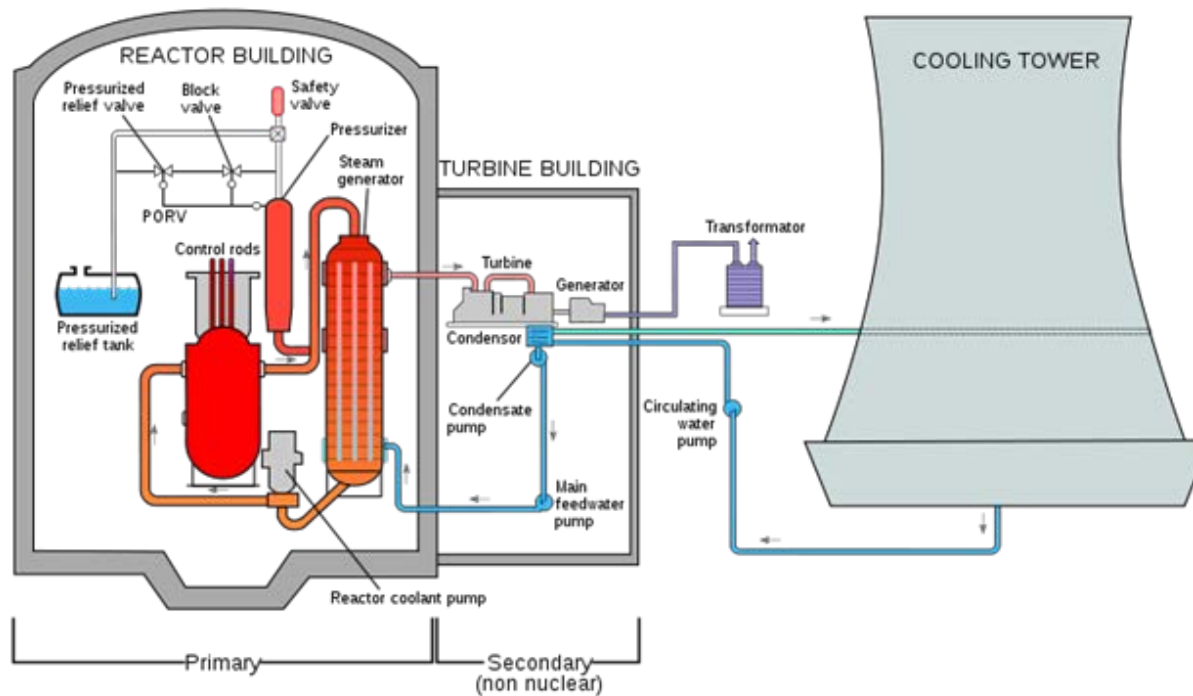 REACTOR BUILDING
Pressurized
relief valve
Block
valve
Safety
valve
Pressurizer
Steam
generator
PORV
Control rods
Pressurized
relief tank
Reactor coolant pump
TURBINE BUILDING
Turbine
Generator
Condensor
Condensate
pump
Main
feedwater
pump
Transformator
Circulating
water
pump
COOLING TOWER
Primary
Secondary
(non nuclear)